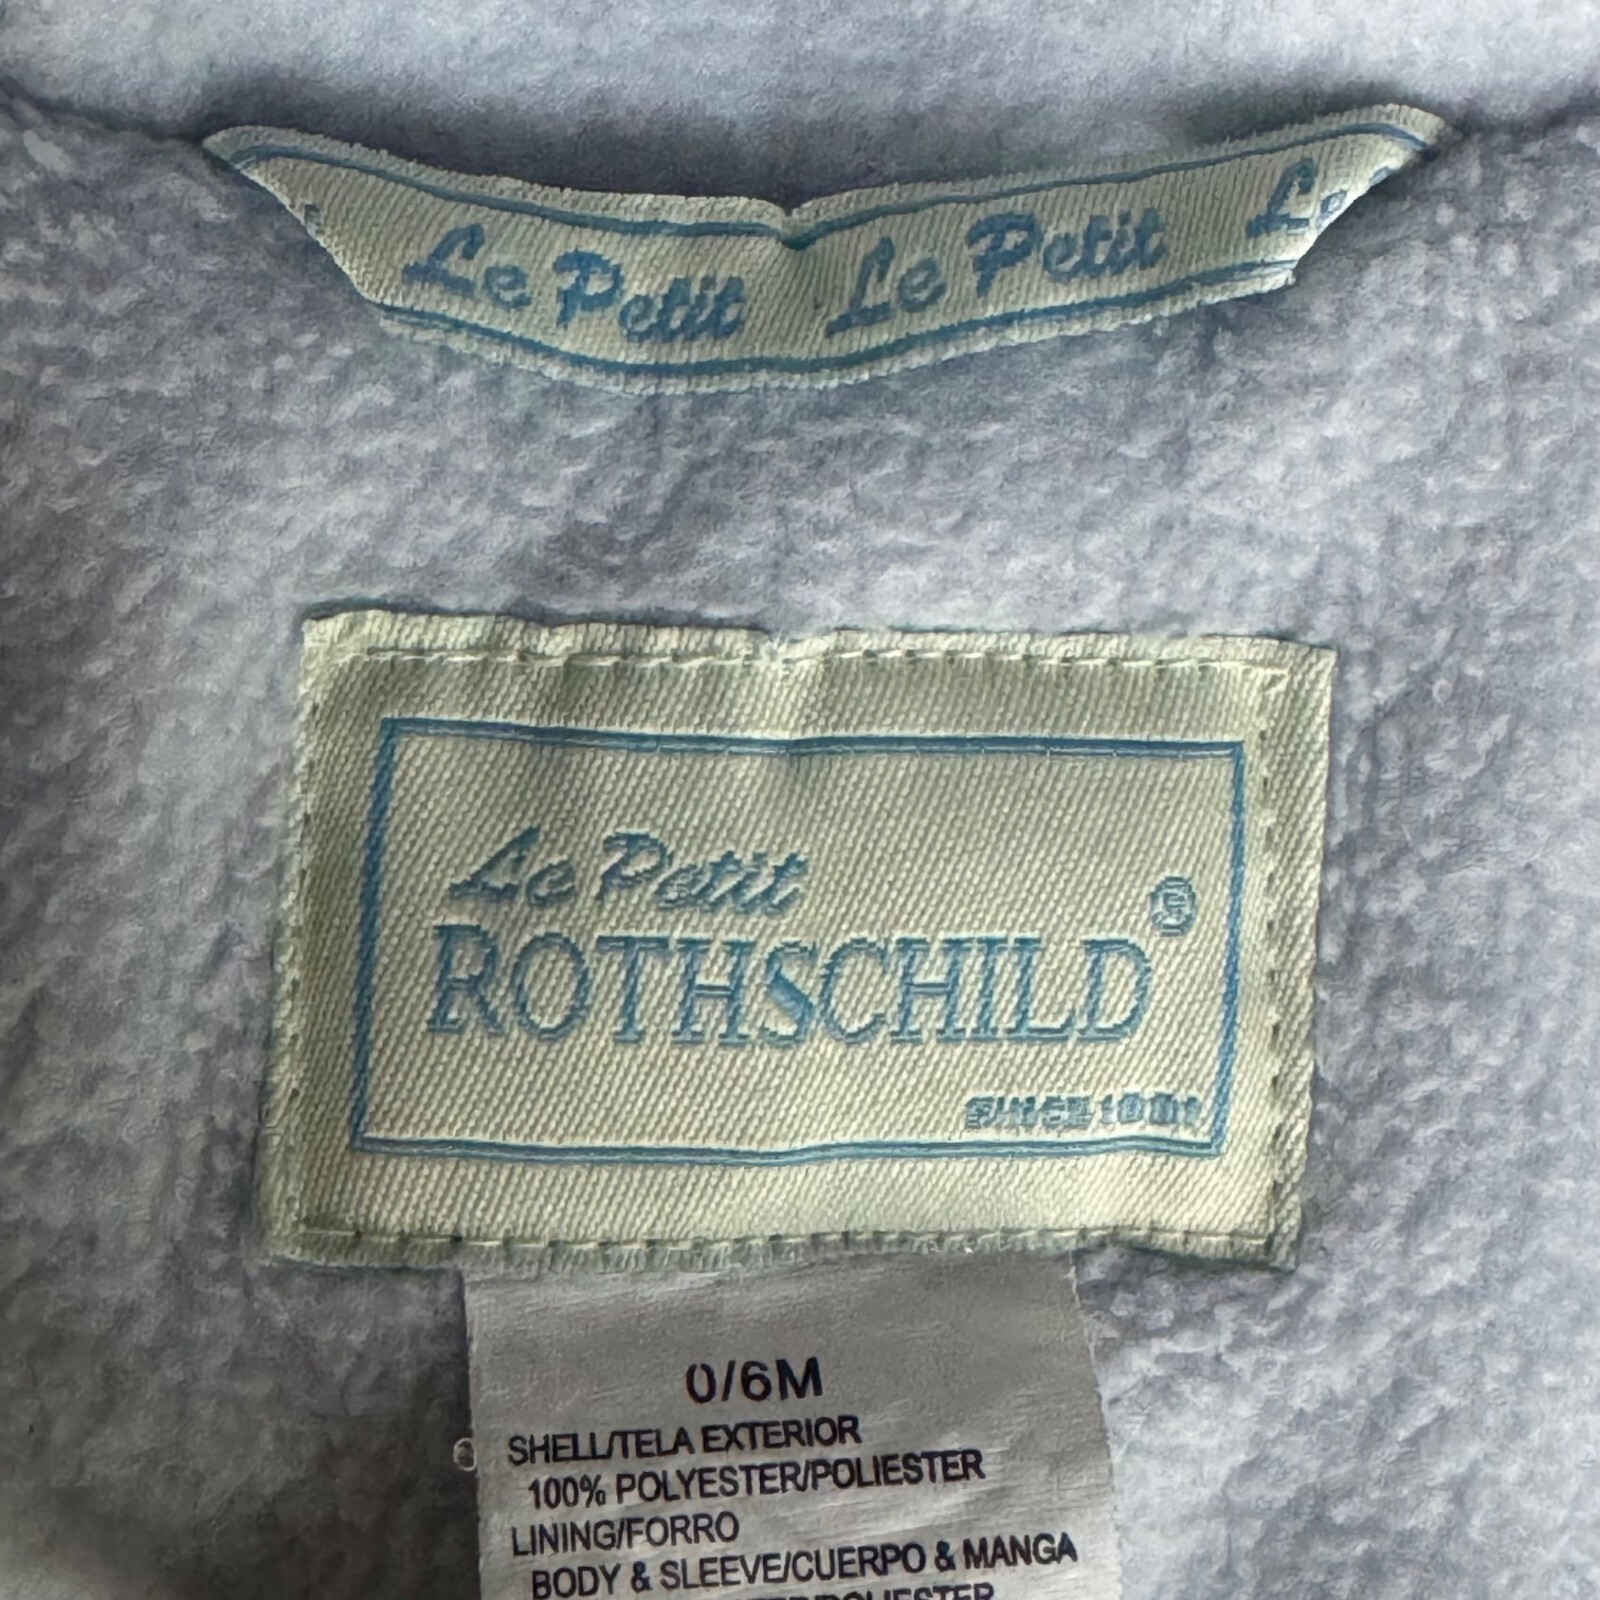 Le Petit Le Petit Le
Le Petit
ROTHSCHILD®
SINCE
0/6M
SHELL/TELA EXTERIOR
100% POLYESTER/POLIESTER
LINING/FORRO
BODY & SLEEVE/CUERPO & MANGA